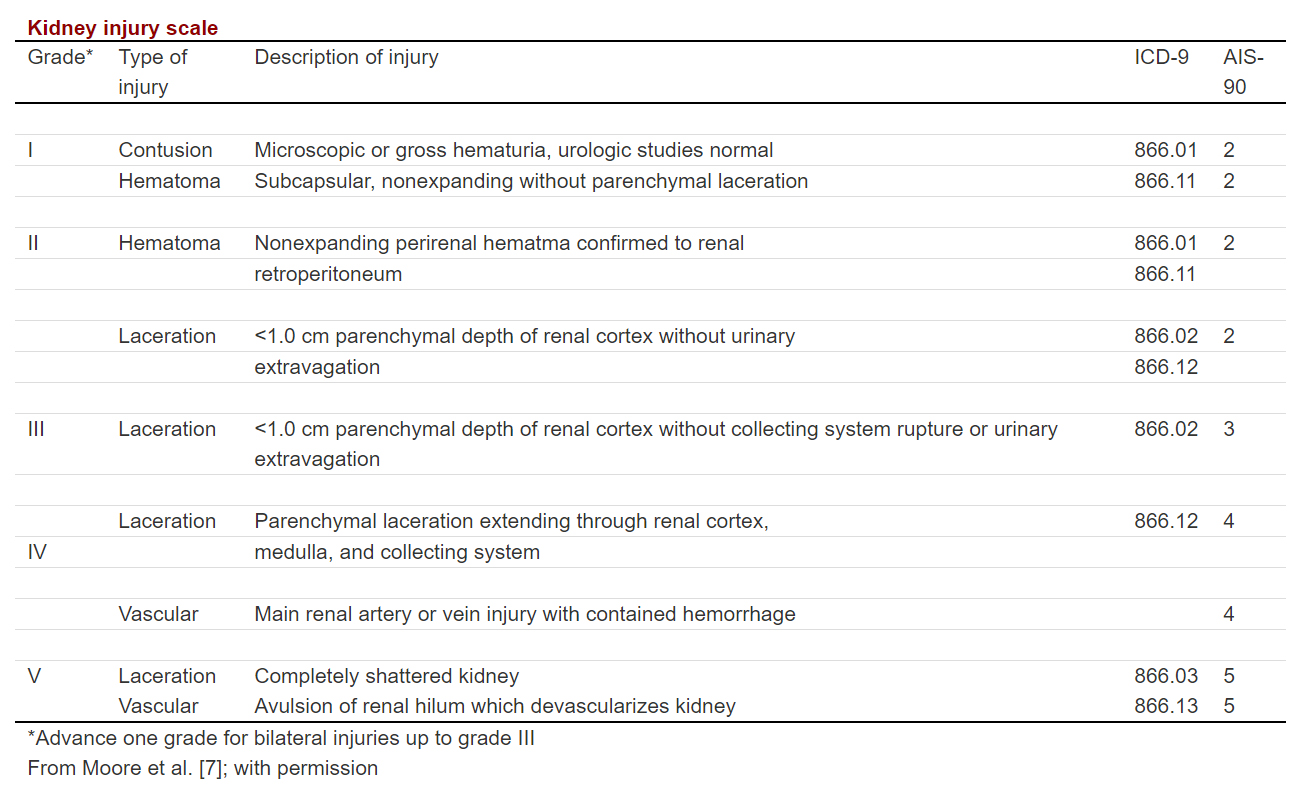 Kidney injury scale
Grade* Type of injury Description of injury ICD-9 AIS-90
I Contusion Microscopic or gross hematuria, urologic studies normal 866.01 2
Hematoma Subcapsular, nonexpanding without parenchymal laceration 866.11 2
II Hematoma Nonexpanding perirenal hematma confirmed to renal 866.01 2
retroperitoneum 866.11
Laceration <1.0 cm parenchymal depth of renal cortex without urinary 866.02 2
extravagation 866.12
III Laceration <1.0 cm parenchymal depth of renal cortex without collecting system rupture or urinary 866.02 3
extravagation
Laceration Parenchymal laceration extending through renal cortex, 866.12 4
IV medulla, and collecting system
Vascular Main renal artery or vein injury with contained hemorrhage 4
V Laceration Completely shattered kidney 866.03 5
Vascular Avulsion of renal hilum which devascularizes kidney 866.13 5
*Advance one grade for bilateral injuries up to grade III
From Moore et al. [7]; with permission